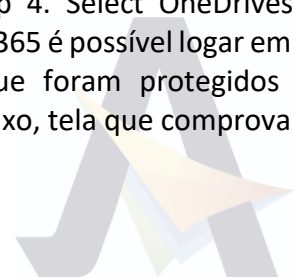 4. Select OneDrives
365 é possível logar em
ue foram protegidos
xo, tela que comprova